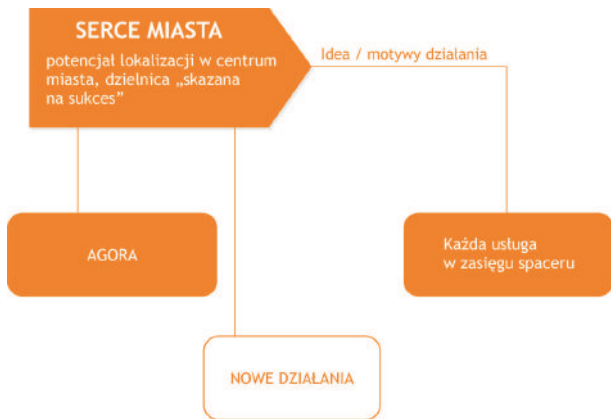 SERCE MIASTA
potencjał lokalizacji w centrum
miasta, dzielnica „skazana
na sukces”
Idea / motywy działania
AGORA
Każda usługa
w zasięgu spaceru
NOWE DZIAŁANIA